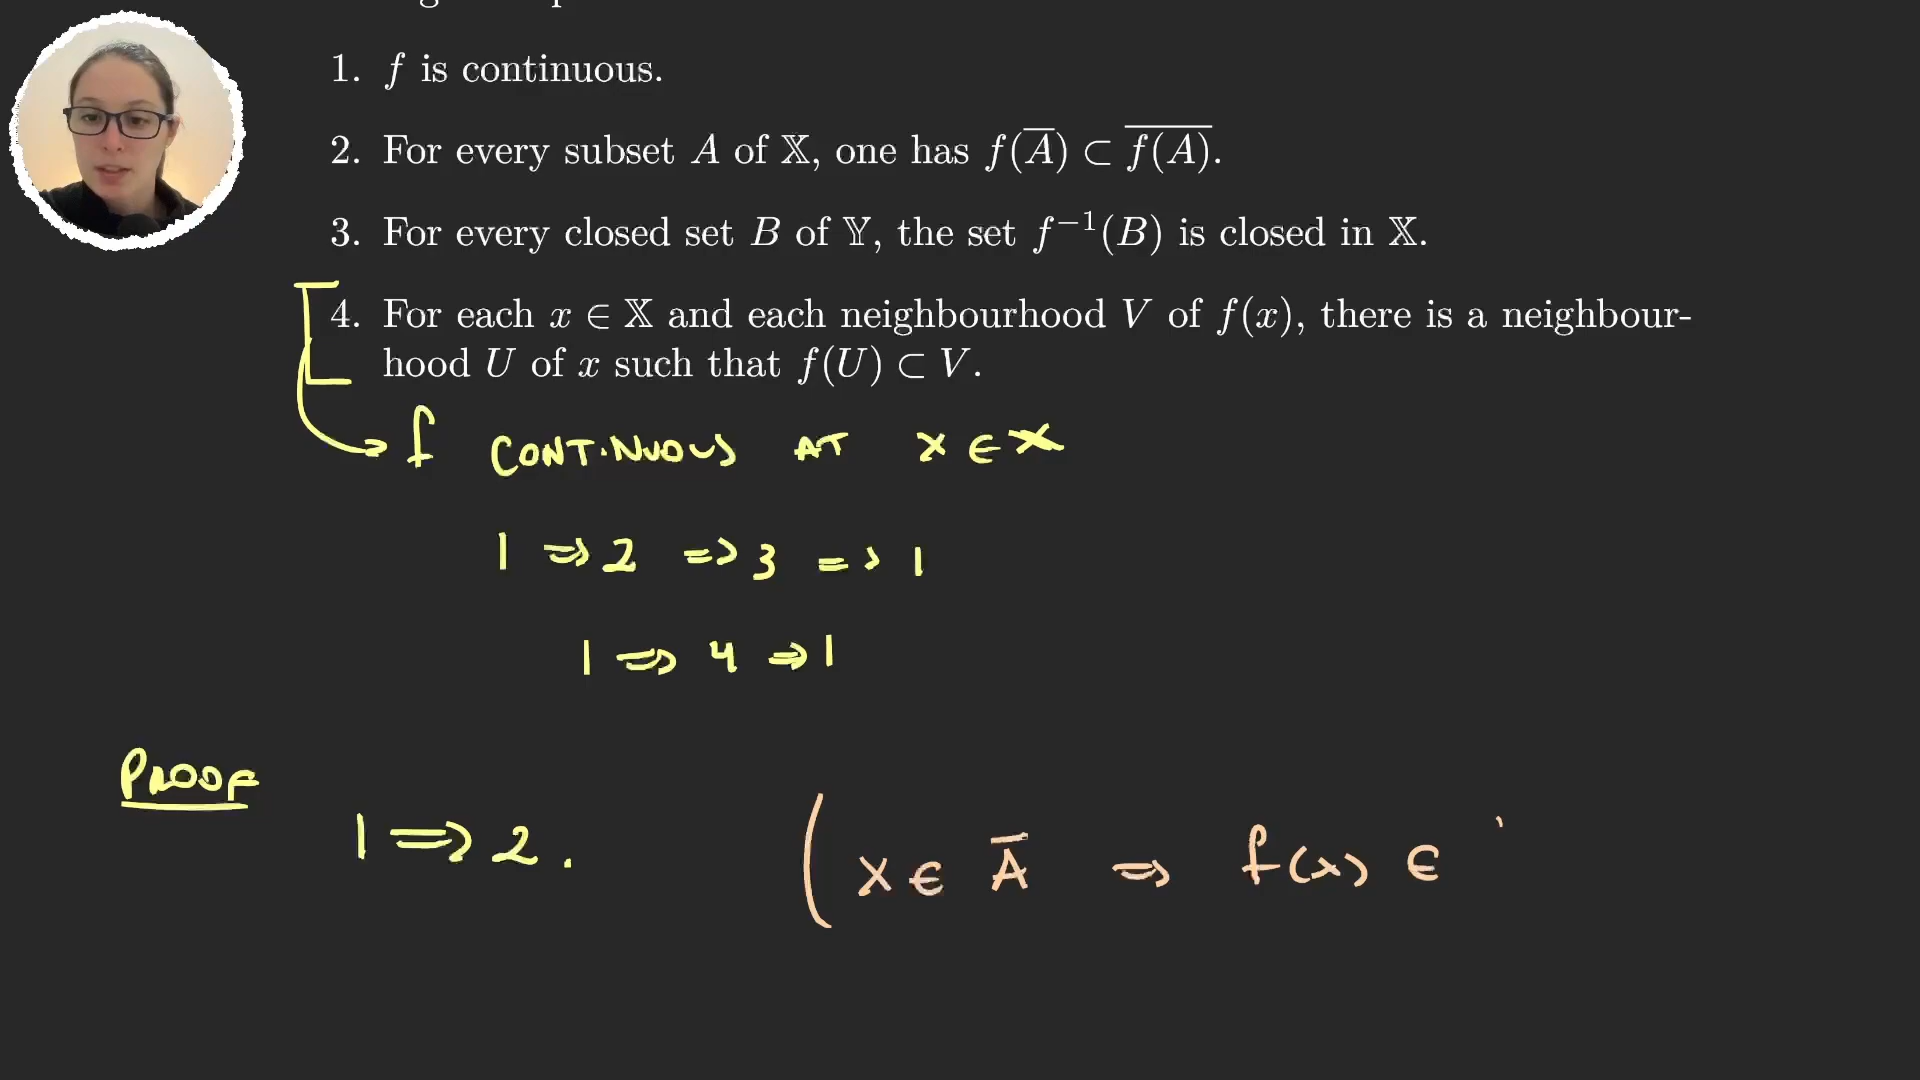 1. f is continuous.
2. For every subset A of 𝕏, one has f(A̅) ⊂ \overline{f(A)}.
3. For every closed set B of 𝕐, the set f⁻¹(B) is closed in 𝕏.
4. For each x ∈ 𝕏 and each neighbourhood V of f(x), there is a neighbour-
hood U of x such that f(U) ⊂ V.
f CONTINUOUS AT x ∈ X
1 ⇒ 2 ⇒ 3 ⇒ 1
1 ⇒ 4 ⇒ 1
PROOF
1 ⇒ 2. ( x ∈ A̅ ⇒ f(x) ∈